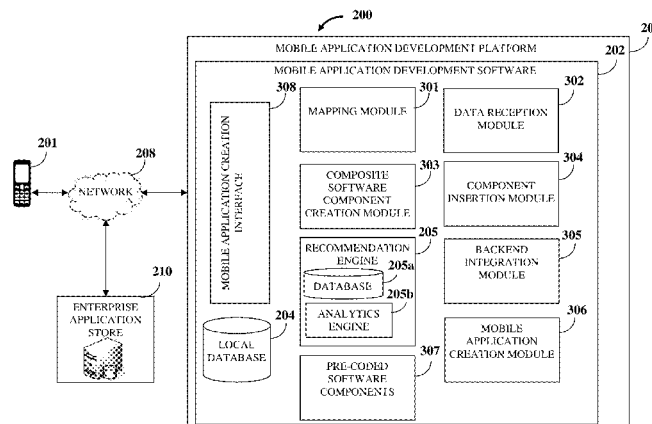 200
20
MOBILE APPLICATION DEVELOPMENT PLATFORM
202
MOBILE APPLICATION DEVELOPMENT SOFTWARE
308
MOBILE APPLICATION CREATION
INTERFACE
301
MAPPING MODULE
302
DATA RECEPTION
MODULE
201
208
NETWORK
303
COMPOSITE
SOFTWARE
COMPONENT
CREATION MODULE
304
COMPONENT
INSERTION MODULE
205
RECOMMENDATION
ENGINE
205a
DATABASE
205b
ANALYTICS
ENGINE
305
BACKEND
INTEGRATION
MODULE
210
ENTERPRISE
APPLICATION
STORE
204
LOCAL
DATABASE
306
MOBILE
APPLICATION
CREATION MODULE
307
PRE-CODED
SOFTWARE
COMPONENTS